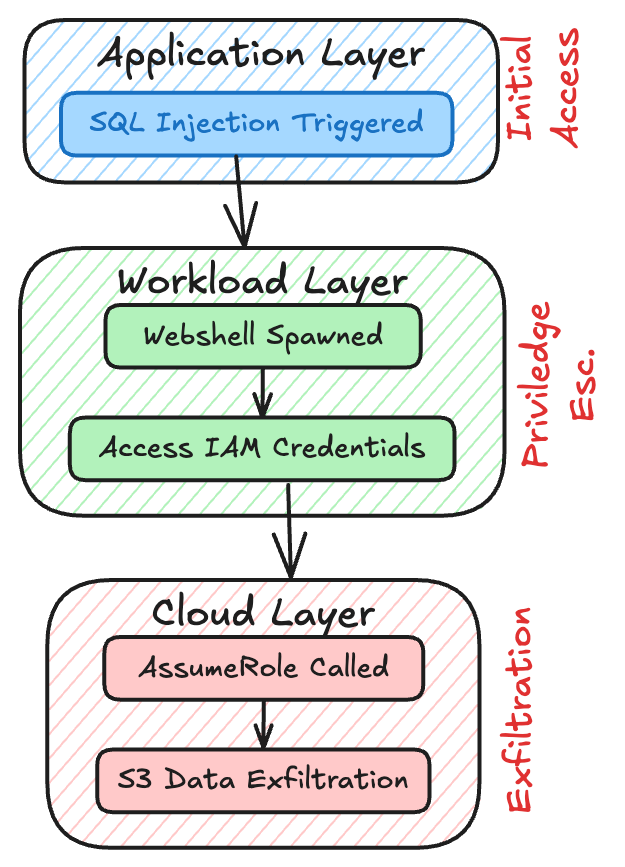 Application Layer
SQL Injection Triggered
Initial
Access
Workload Layer
Webshell Spawned
Access IAM Credentials
Priviledge
Esc.
Cloud Layer
AssumeRole Called
S3 Data Exfiltration
Exfiltration